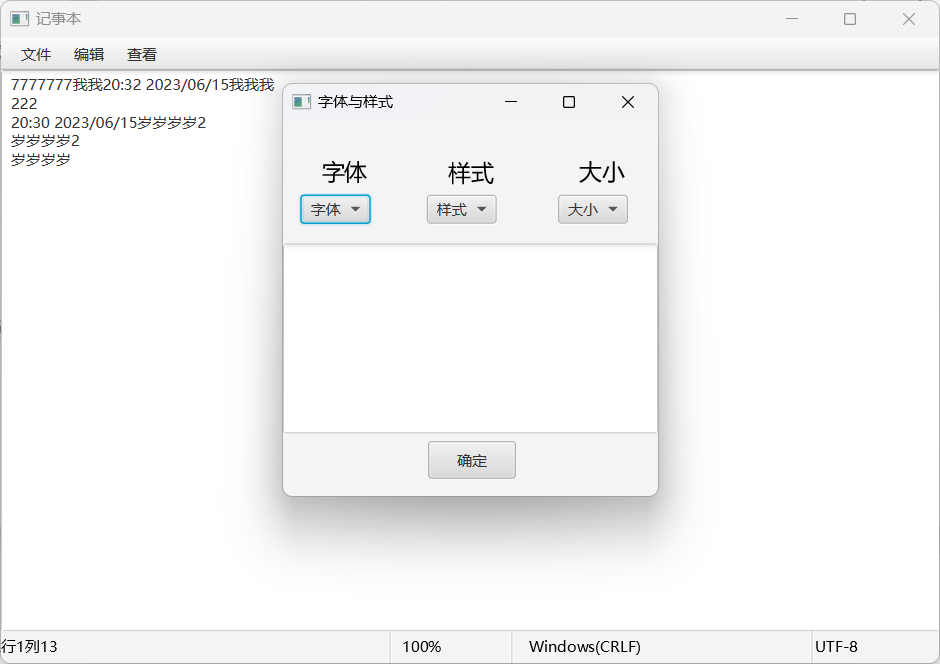 记事本
文件 编辑 查看
7777777我我20:32 2023/06/15我我我
222
20:30 2023/06/15岁岁岁岁2
岁岁岁岁2
岁岁岁岁
字体与样式
字体 样式 大小
字体 样式 大小
确定
行1列13 100% Windows(CRLF) UTF-8